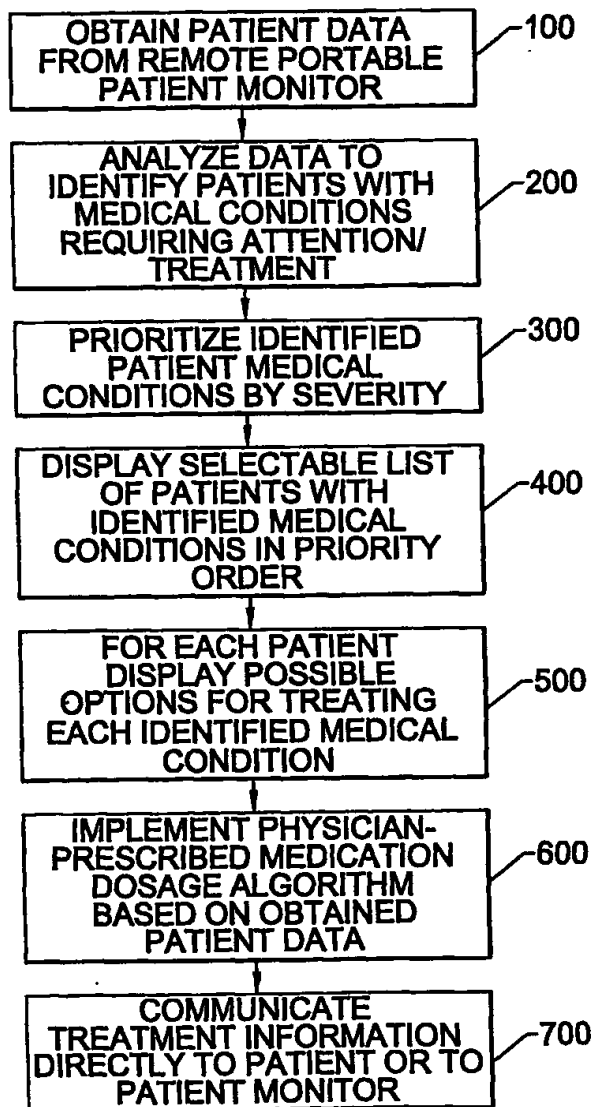 OBTAIN PATIENT DATA
FROM REMOTE PORTABLE
PATIENT MONITOR
100
ANALYZE DATA TO
IDENTIFY PATIENTS WITH
MEDICAL CONDITIONS
REQUIRING ATTENTION/
TREATMENT
200
PRIORITIZE IDENTIFIED
PATIENT MEDICAL
CONDITIONS BY SEVERITY
300
DISPLAY SELECTABLE LIST
OF PATIENTS WITH
IDENTIFIED MEDICAL
CONDITIONS IN PRIORITY
ORDER
400
FOR EACH PATIENT
DISPLAY POSSIBLE
OPTIONS FOR TREATING
EACH IDENTIFIED MEDICAL
CONDITION
500
IMPLEMENT PHYSICIAN-
PRESCRIBED MEDICATION
DOSAGE ALGORITHM
BASED ON OBTAINED
PATIENT DATA
600
COMMUNICATE
TREATMENT INFORMATION
DIRECTLY TO PATIENT OR TO
PATIENT MONITOR
700